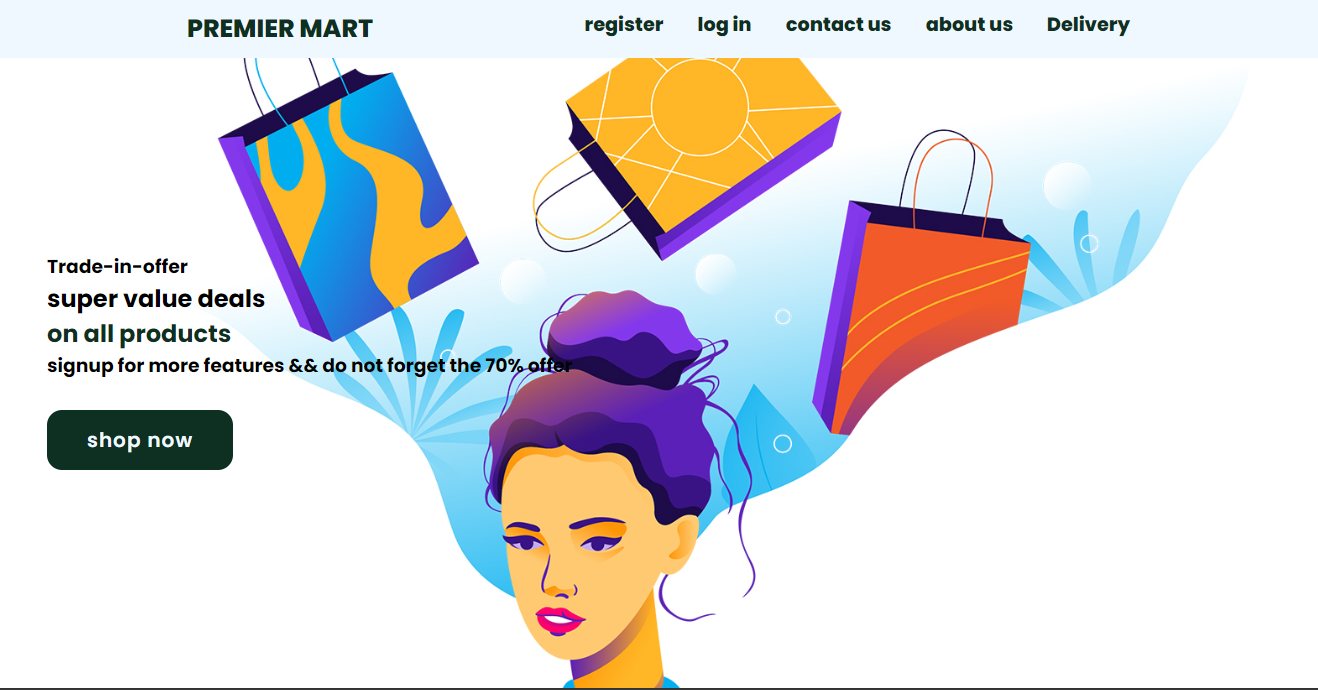 PREMIER MART
register log in contact us about us Delivery
Trade-in-offer
super value deals
on all products
signup for more features && do not forget the 70% offer
shop now